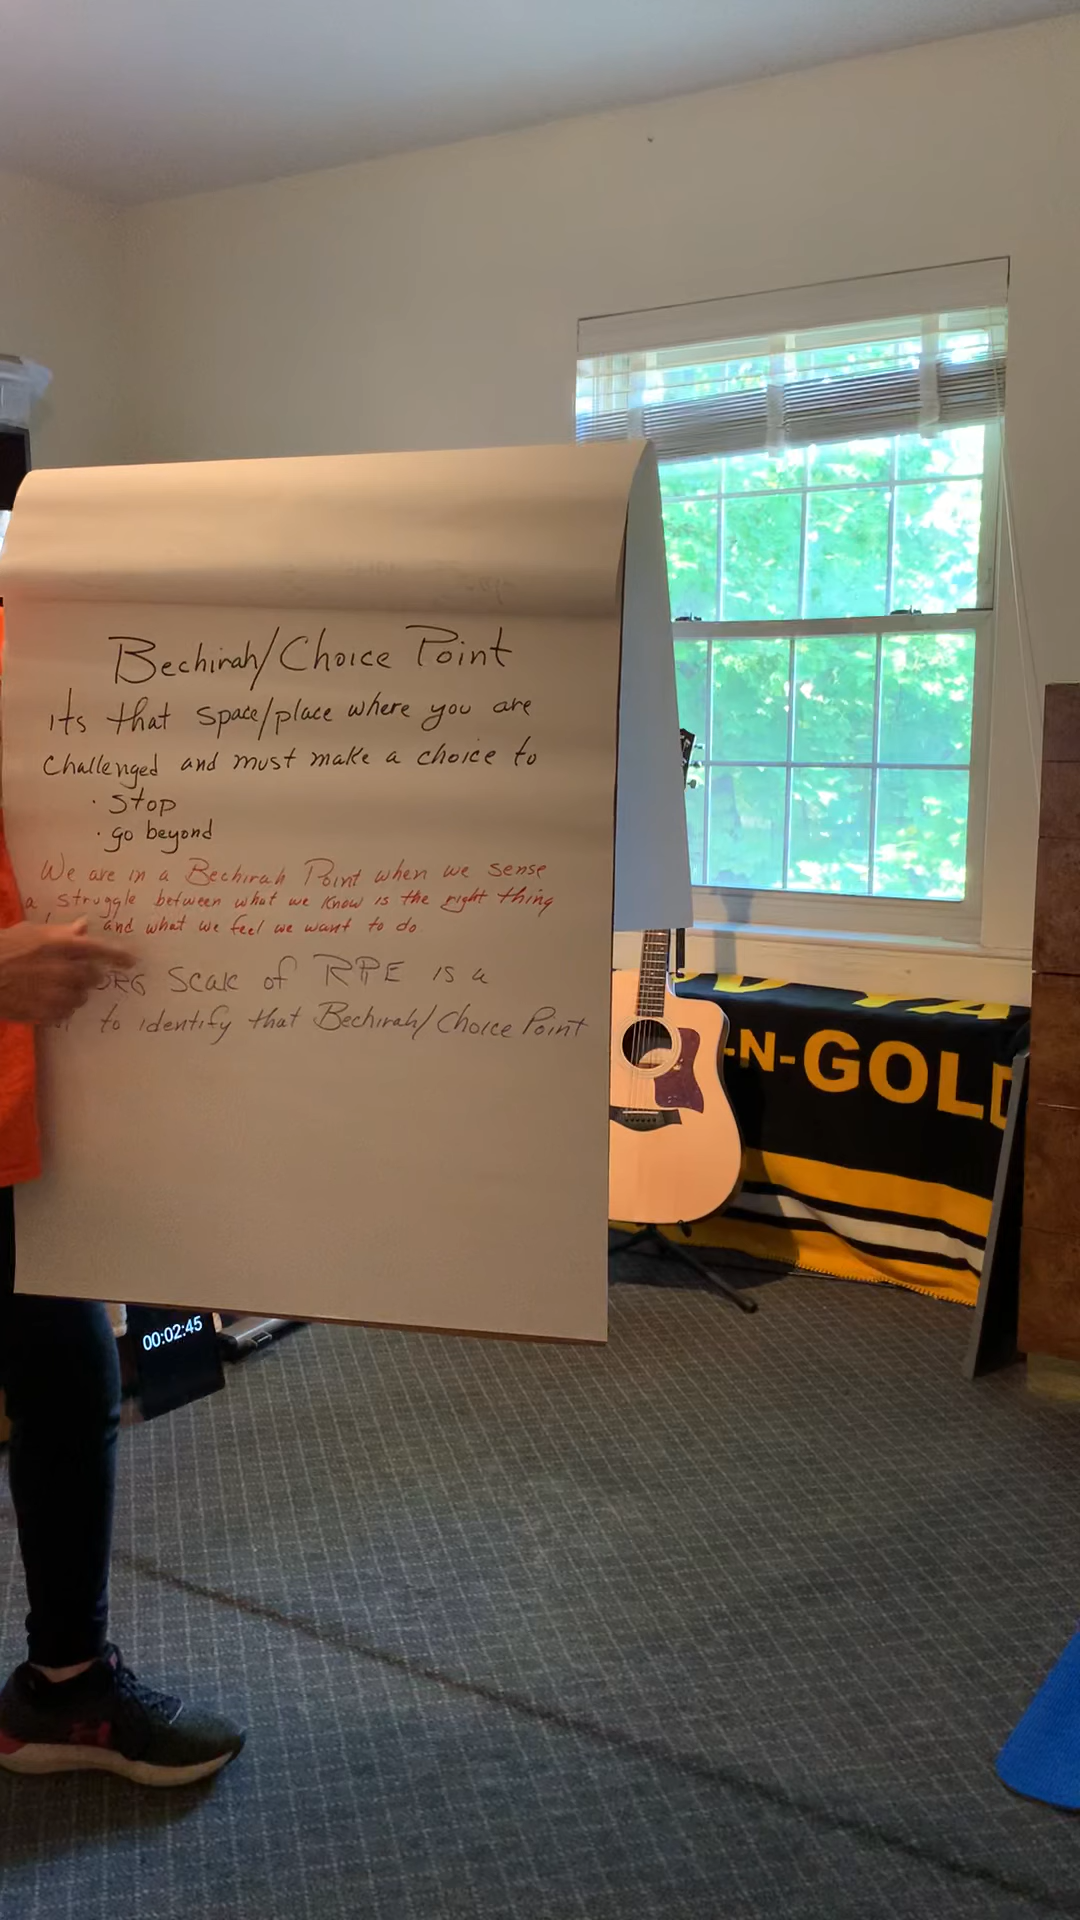 Bechirah/Choice Point
its that space/place where you are
challenged and must make a choice to
· stop
· go beyond
We are in a Bechirah Point when we sense
a struggle between what we know is the right thing
and what we feel we want to do.
ORG Scale of RPE is a
to identify that Bechirah/Choice Point
-N-GOLD
00:02:45